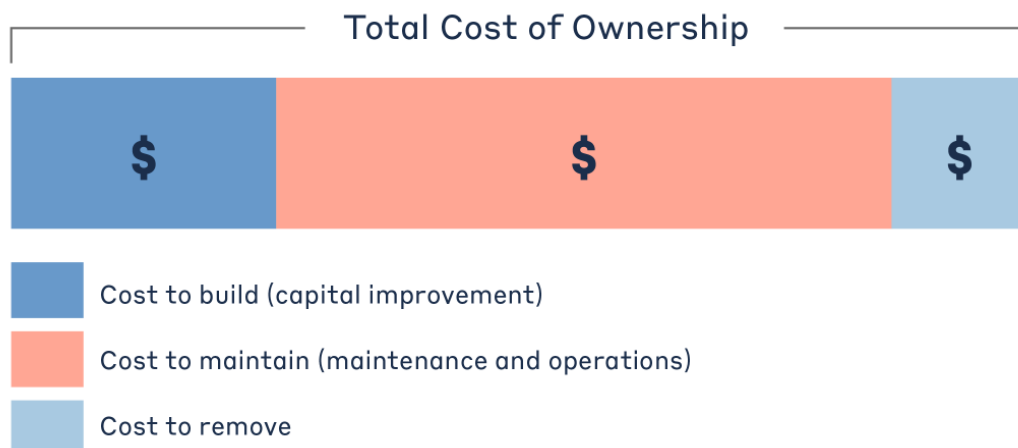 Total Cost of Ownership
$ $ $
Cost to build (capital improvement)
Cost to maintain (maintenance and operations)
Cost to remove